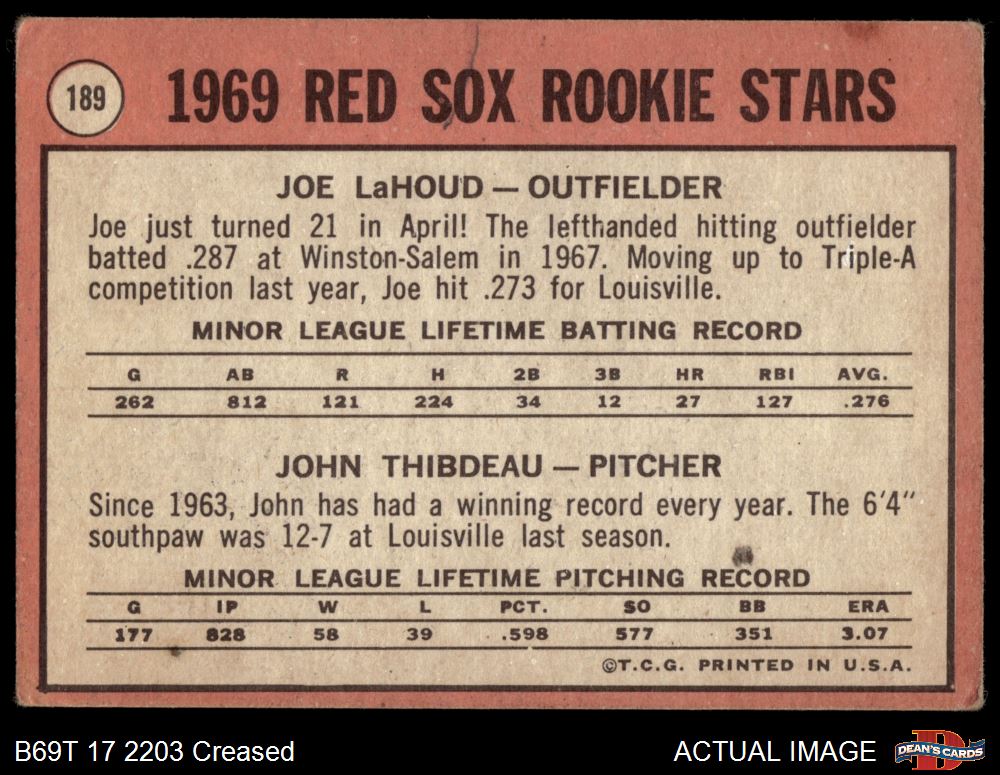 189
1969 RED SOX ROOKIE STARS
JOE LaHOUD — OUTFIELDER
Joe just turned 21 in April! The lefthanded hitting outfielder
batted .287 at Winston-Salem in 1967. Moving up to Triple-A
competition last year, Joe hit .273 for Louisville.
MINOR LEAGUE LIFETIME BATTING RECORD
G AB R H 2B 3B HR RBI AVG.
262 812 121 224 34 12 27 127 .276
JOHN THIBDEAU — PITCHER
Since 1963, John has had a winning record every year. The 6'4"
southpaw was 12-7 at Louisville last season.
MINOR LEAGUE LIFETIME PITCHING RECORD
G IP W L PCT. SO BB ERA
177 828 58 39 .598 577 351 3.07
©T.C.G. PRINTED IN U.S.A.
B69T 17 2203 Creased
ACTUAL IMAGE
D
DEAN'S CARDS